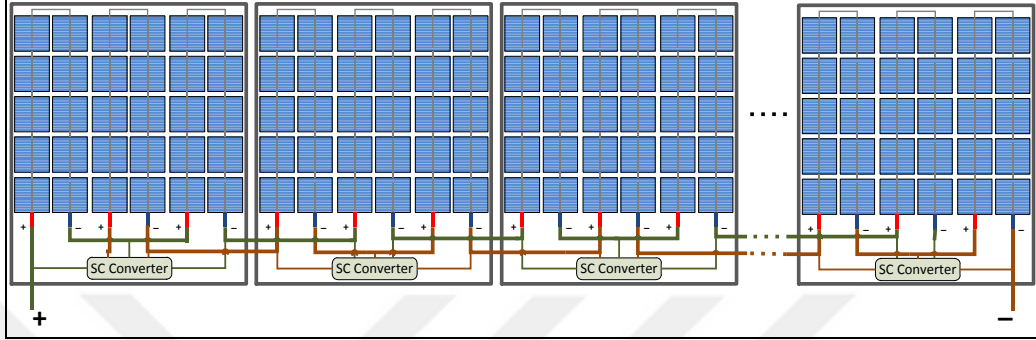 + − + − + − + − + − + − + − + − + − + − + − + −
SC Converter SC Converter SC Converter SC Converter
+ −